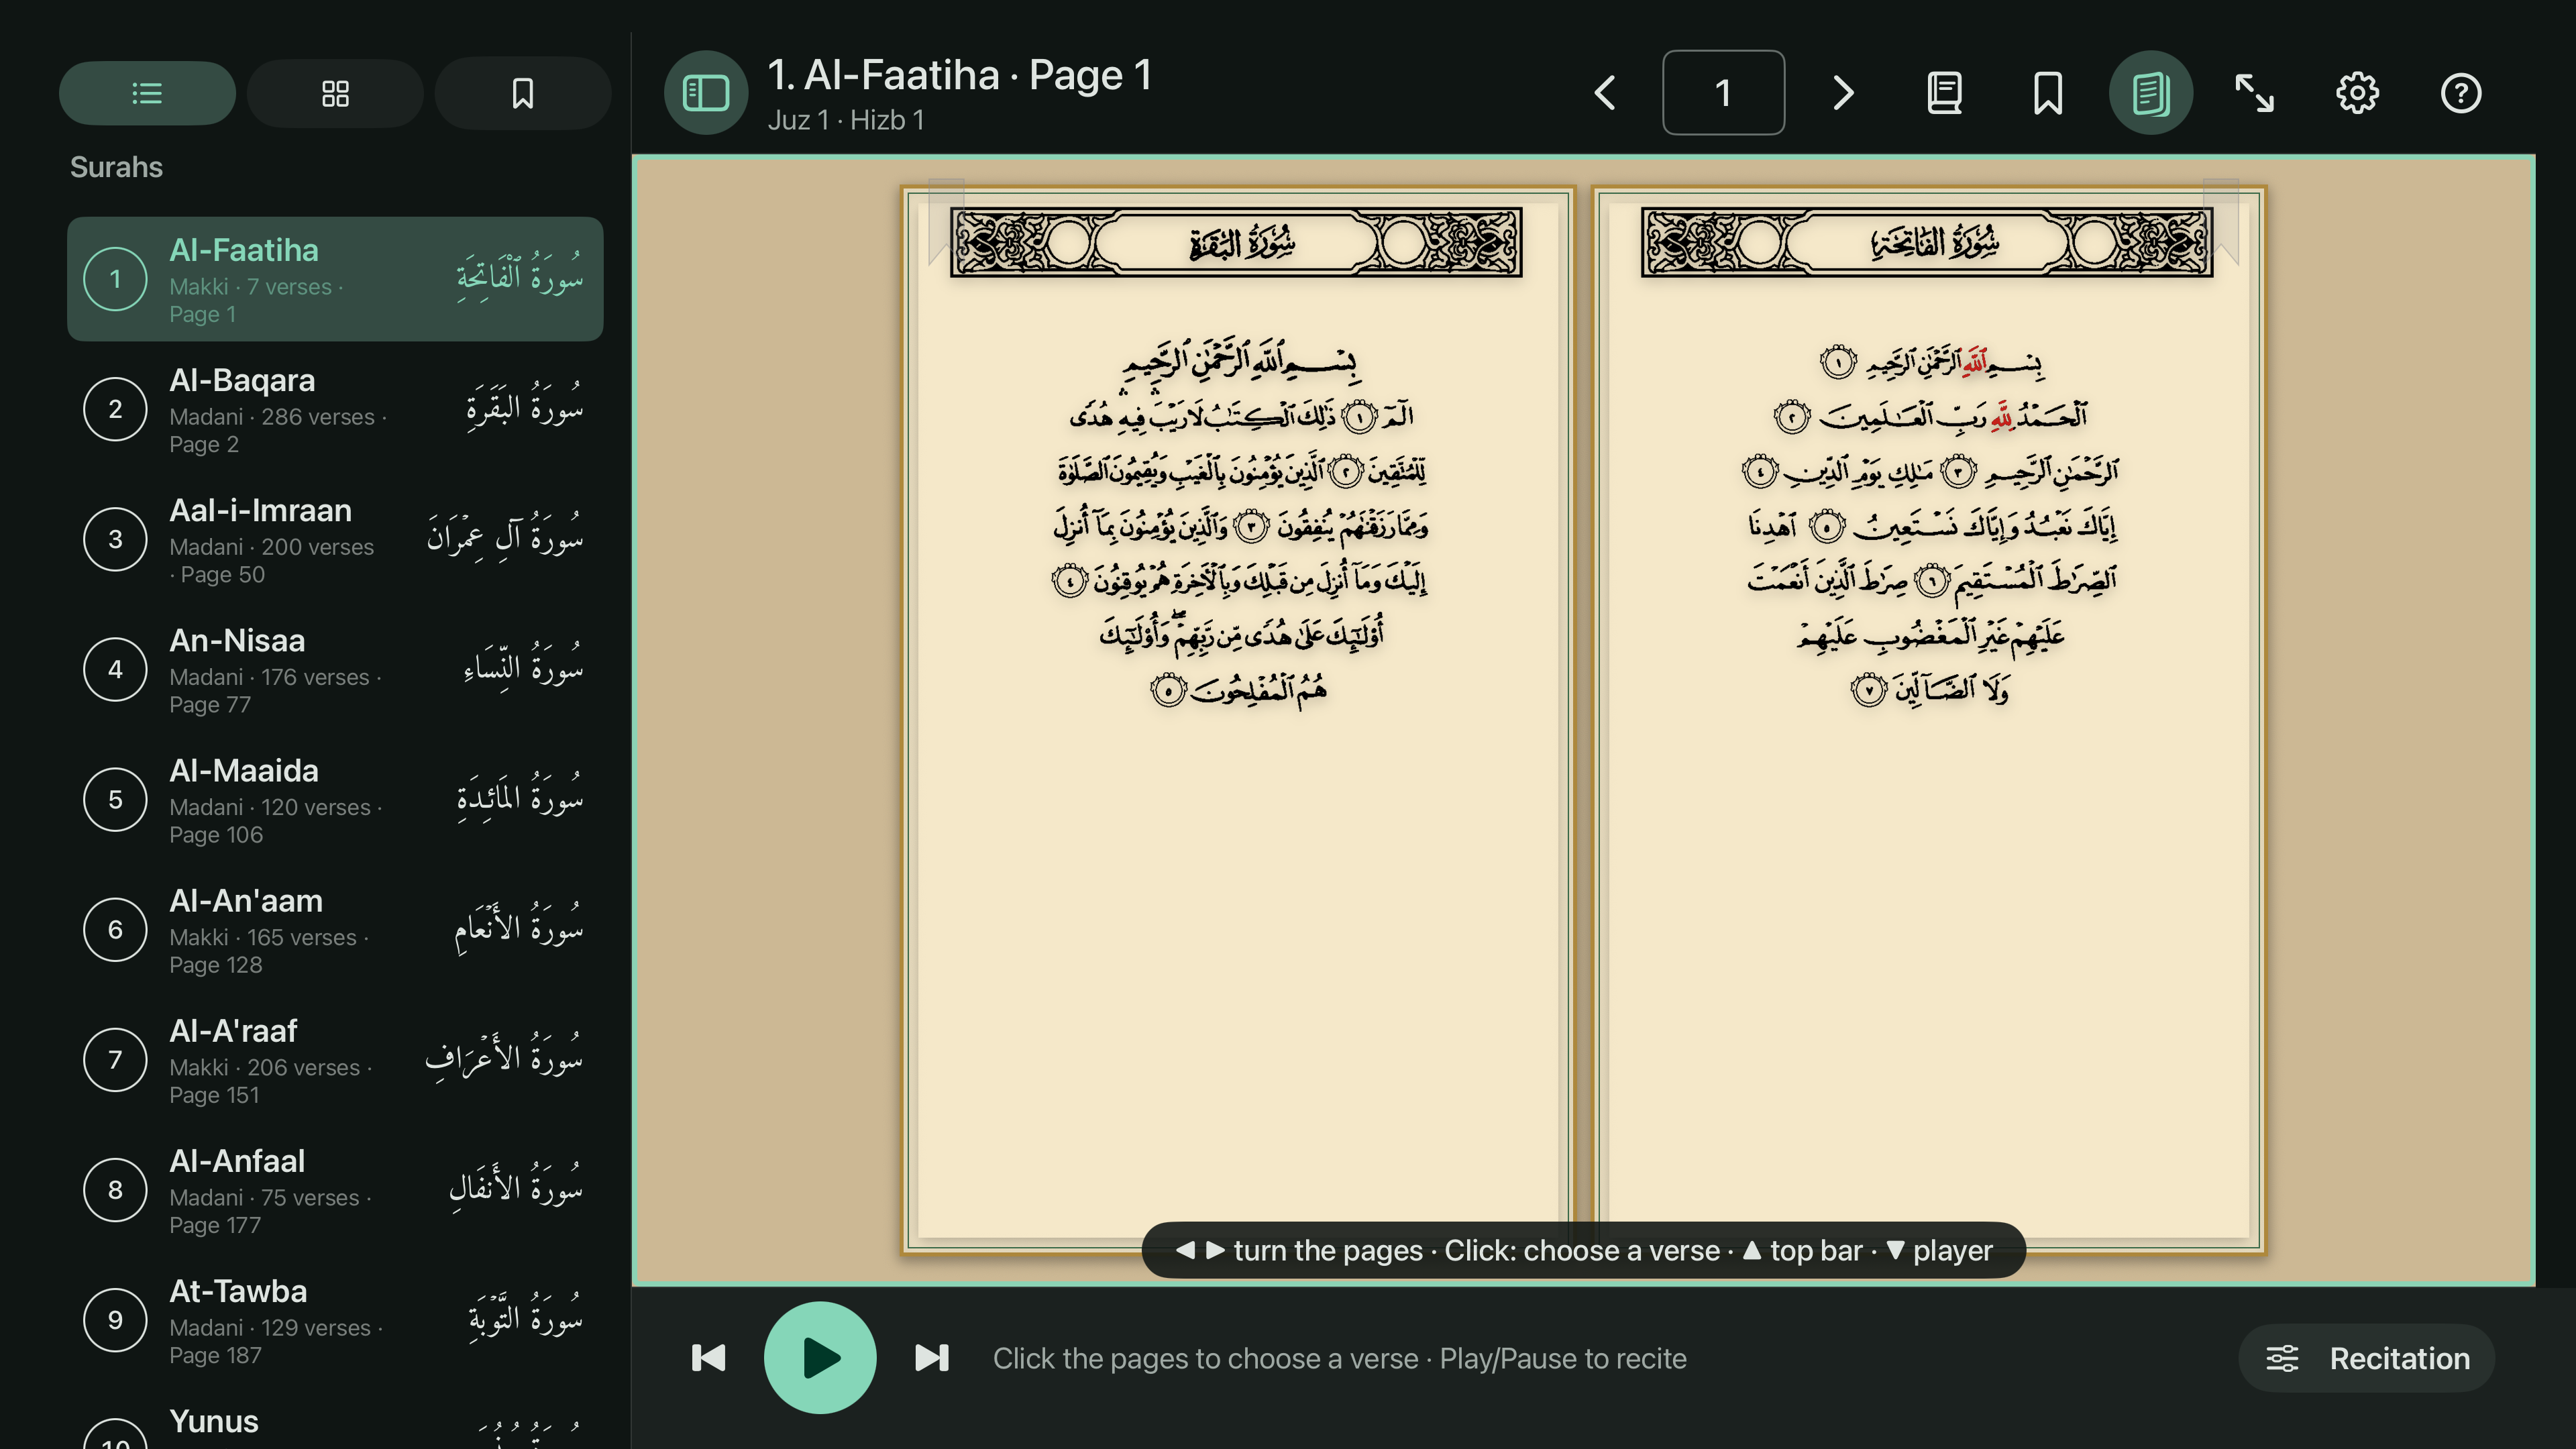 Surahs
1
Al-Faatiha
Makki · 7 verses ·
Page 1
سُورَةُ ٱلْفَاتِحَةِ
2
Al-Baqara
Madani · 286 verses ·
Page 2
سُورَةُ البَقَرَةِ
3
Aal-i-Imraan
Madani · 200 verses
· Page 50
سُورَةُ آلِ عِمۡرَانَ
4
An-Nisaa
Madani · 176 verses ·
Page 77
سُورَةُ النِّسَاءِ
5
Al-Maaida
Madani · 120 verses ·
Page 106
سُورَةُ المَائـِدَةِ
6
Al-An'aam
Makki · 165 verses ·
Page 128
سُورَةُ الأَنۡعَامِ
7
Al-A'raaf
Makki · 206 verses ·
Page 151
سُورَةُ الأَعۡرَافِ
8
Al-Anfaal
Madani · 75 verses ·
Page 177
سُورَةُ الأَنفَالِ
9
At-Tawba
Madani · 129 verses ·
Page 187
سُورَةُ التَّوۡبَةِ
Yunus
1. Al-Faatiha · Page 1
Juz 1 · Hizb 1
1
سُورَةُ الفَاتِحَةِ
بِسْمِ ٱللَّهِ ٱلرَّحْمَٰنِ ٱلرَّحِيمِ ١
ٱلْحَمْدُ لِلَّهِ رَبِّ ٱلْعَٰلَمِينَ ٢
ٱلرَّحْمَٰنِ ٱلرَّحِيمِ ٣ مَٰلِكِ يَوْمِ ٱلدِّينِ ٤
إِيَّاكَ نَعْبُدُ وَإِيَّاكَ نَسْتَعِينُ ٥ ٱهْدِنَا
ٱلصِّرَٰطَ ٱلْمُسْتَقِيمَ ٦ صِرَٰطَ ٱلَّذِينَ أَنْعَمْتَ
عَلَيْهِمْ غَيْرِ ٱلْمَغْضُوبِ عَلَيْهِمْ
وَلَا ٱلضَّآلِّينَ ٧
سُورَةُ البَقَرَةِ
بِسْمِ ٱللَّهِ ٱلرَّحْمَٰنِ ٱلرَّحِيمِ
الٓمٓ ١ ذَٰلِكَ ٱلْكِتَٰبُ لَا رَيْبَ ۛ فِيهِ ۛ هُدًى
لِّلْمُتَّقِينَ ٢ ٱلَّذِينَ يُؤْمِنُونَ بِٱلْغَيْبِ وَيُقِيمُونَ ٱلصَّلَوٰةَ
وَمِمَّا رَزَقْنَٰهُمْ يُنفِقُونَ ٣ وَٱلَّذِينَ يُؤْمِنُونَ بِمَآ أُنزِلَ
إِلَيْكَ وَمَآ أُنزِلَ مِن قَبْلِكَ وَبِٱلْءَاخِرَةِ هُمْ يُوقِنُونَ ٤
أُو۟لَٰٓئِكَ عَلَىٰ هُدًى مِّن رَّبِّهِمْ ۖ وَأُو۟لَٰٓئِكَ
هُمُ ٱلْمُفْلِحُونَ ٥
◀ ▶ turn the pages · Click: choose a verse · ▲ top bar · ▼ player
Click the pages to choose a verse · Play/Pause to recite
Recitation